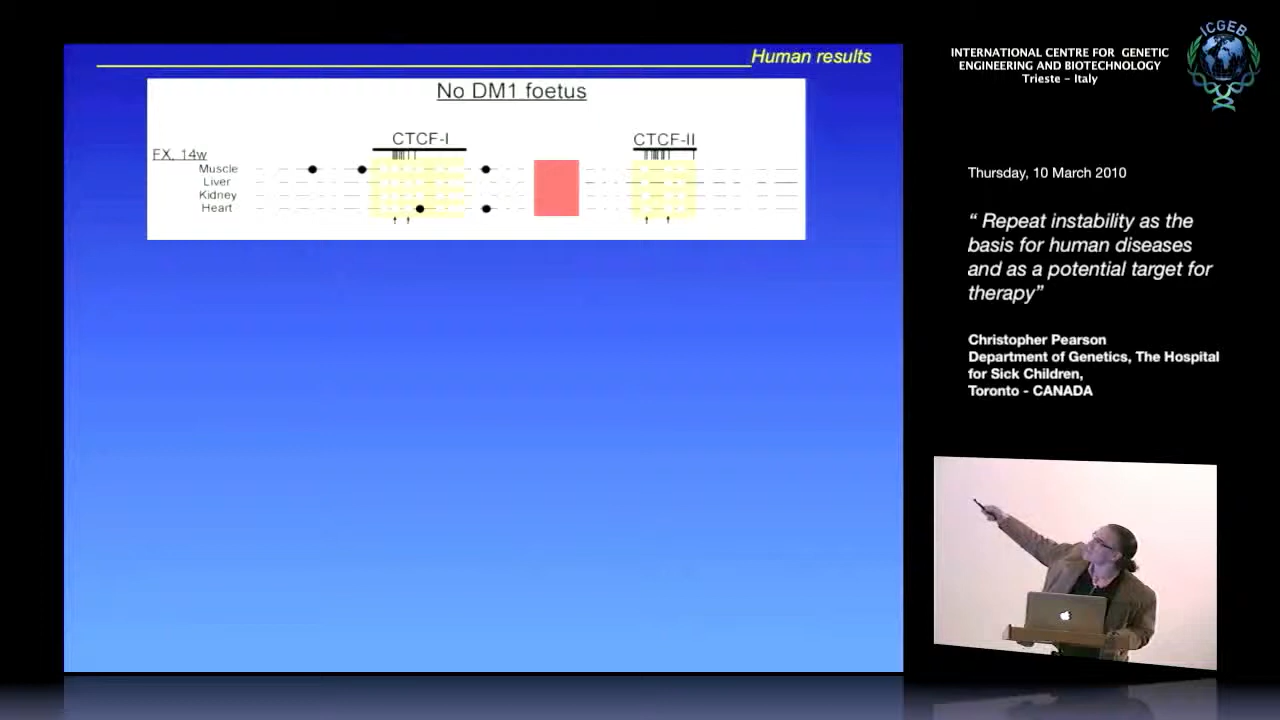 Human results
No DM1 foetus
CTCF-I
CTCF-II
FX, 14w
Muscle
Liver
Kidney
Heart
ICGEB
INTERNATIONAL CENTRE FOR GENETIC
ENGINEERING AND BIOTECHNOLOGY
Trieste - Italy
Thursday, 10 March 2010
“ Repeat instability as the
basis for human diseases
and as a potential target for
therapy”
Christopher Pearson
Department of Genetics, The Hospital
for Sick Children,
Toronto - CANADA